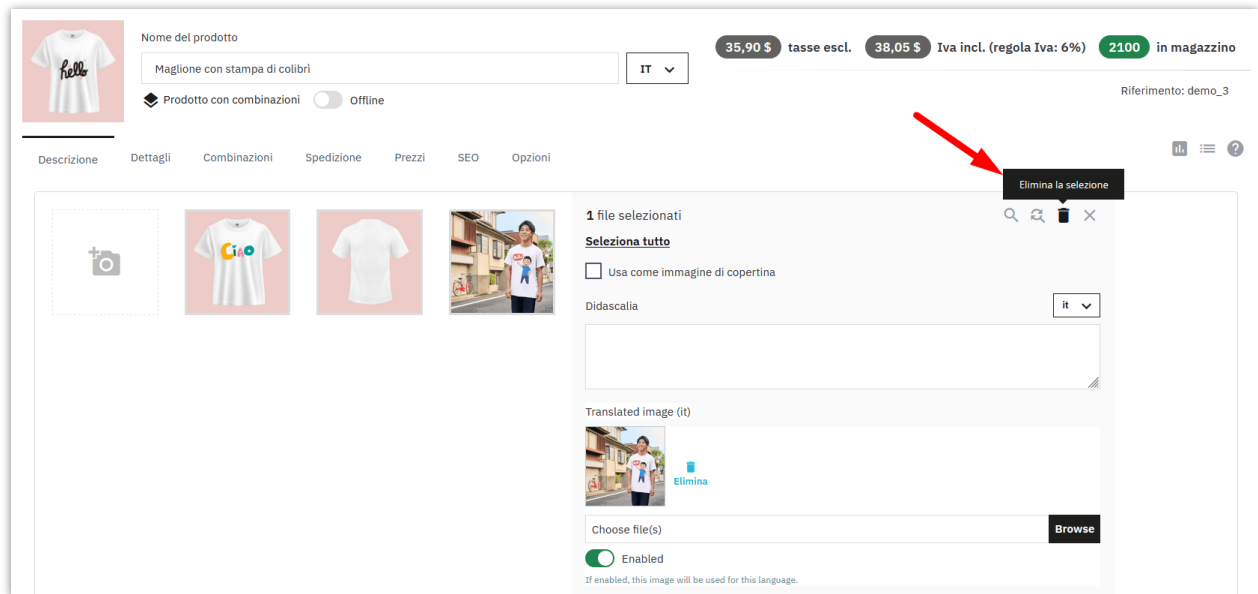 hello
Nome del prodotto
Maglione con stampa di colibrì
IT
Prodotto con combinazioni
Offline
35,90 $ tasse escl. 38,05 $ Iva incl. (regola Iva: 6%) 2100 in magazzino
Riferimento: demo_3
Descrizione Dettagli Combinazioni Spedizione Prezzi SEO Opzioni
Elimina la selezione
CiAO
1 file selezionati
Seleziona tutto
Usa come immagine di copertina
Didascalia
it
Translated image (it)
Elimina
Choose file(s)
Browse
Enabled
If enabled, this image will be used for this language.